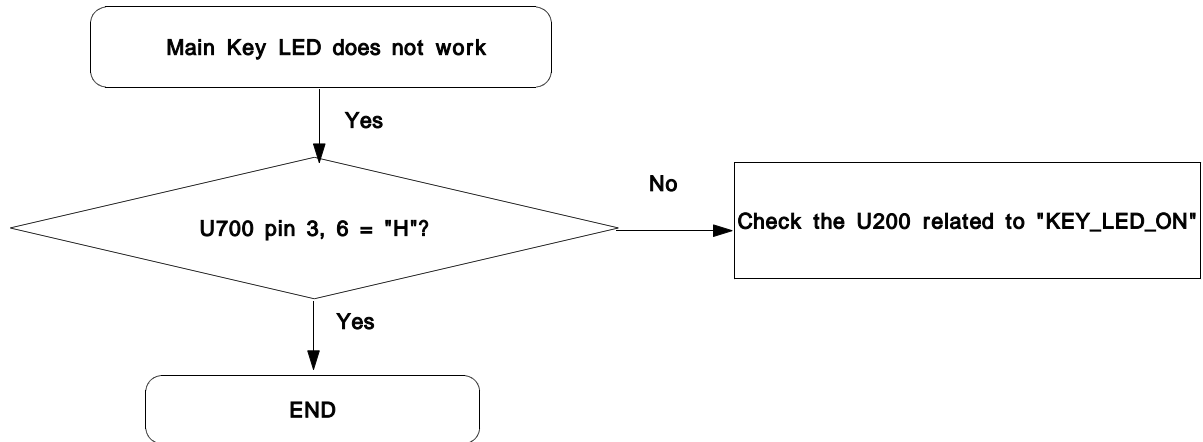 Main Key LED does not work
Yes
U700 pin 3, 6 = "H"?
No
Check the U200 related to "KEY_LED_ON"
Yes
END